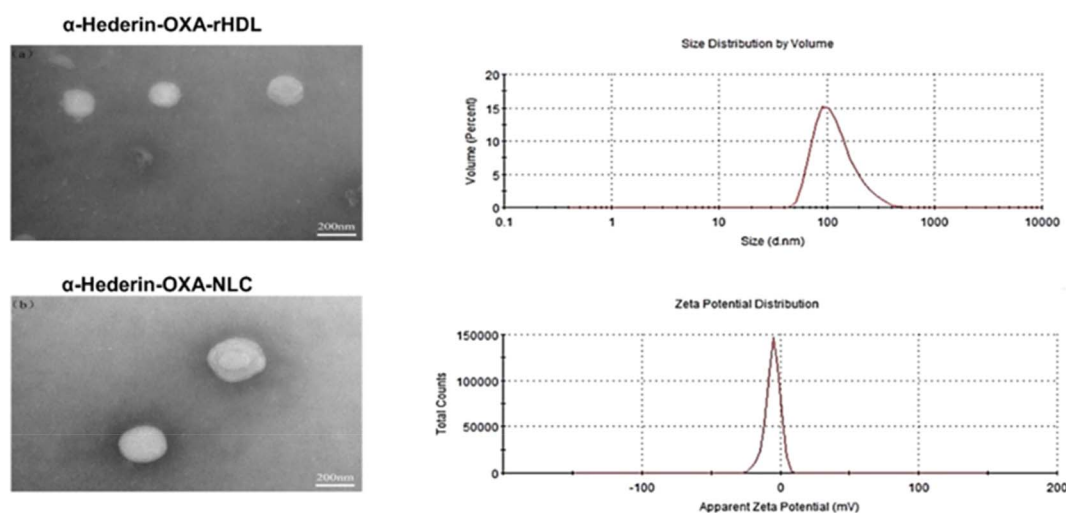 α-Hederin-OXA-rHDL
(a)
200nm
Size Distribution by Volume
Volume (Percent)
20
15
10
5
0
0.1 1 10 100 1000 10000
Size (d.nm)
α-Hederin-OXA-NLC
(b)
200nm
Zeta Potential Distribution
Total Counts
150000
100000
50000
0
-100 0 100 200
Apparent Zeta Potential (mV)